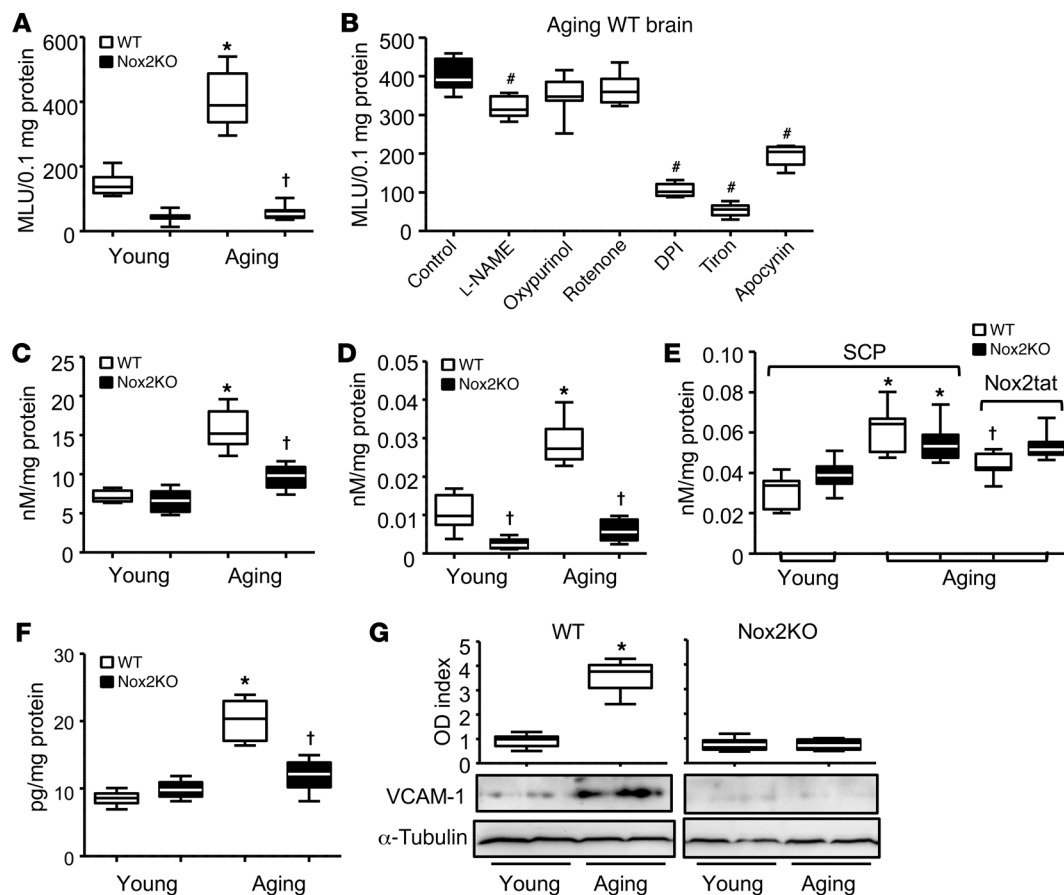 A
MLU/0.1 mg protein
600
400
200
0
WT
Nox2KO
*
†
Young
Aging
B
Aging WT brain
MLU/0.1 mg protein
500
400
300
200
100
0
#
#
#
#
Control
L-NAME
Oxypurinol
Rotenone
DPI
Tiron
Apocynin
C
nM/mg protein
25
20
15
10
5
0
WT
Nox2KO
*
†
Young
Aging
D
nM/mg protein
0.05
0.04
0.03
0.02
0.01
0
WT
Nox2KO
*
†
†
Young
Aging
E
WT
Nox2KO
nM/mg protein
0.10
0.08
0.06
0.04
0.02
0
SCP
Nox2tat
*
*
†
Young
Aging
F
pg/mg protein
30
20
10
0
WT
Nox2KO
*
†
Young
Aging
G
WT
Nox2KO
OD index
5
4
3
2
1
0
*
VCAM-1
α-Tubulin
Young
Aging
Young
Aging